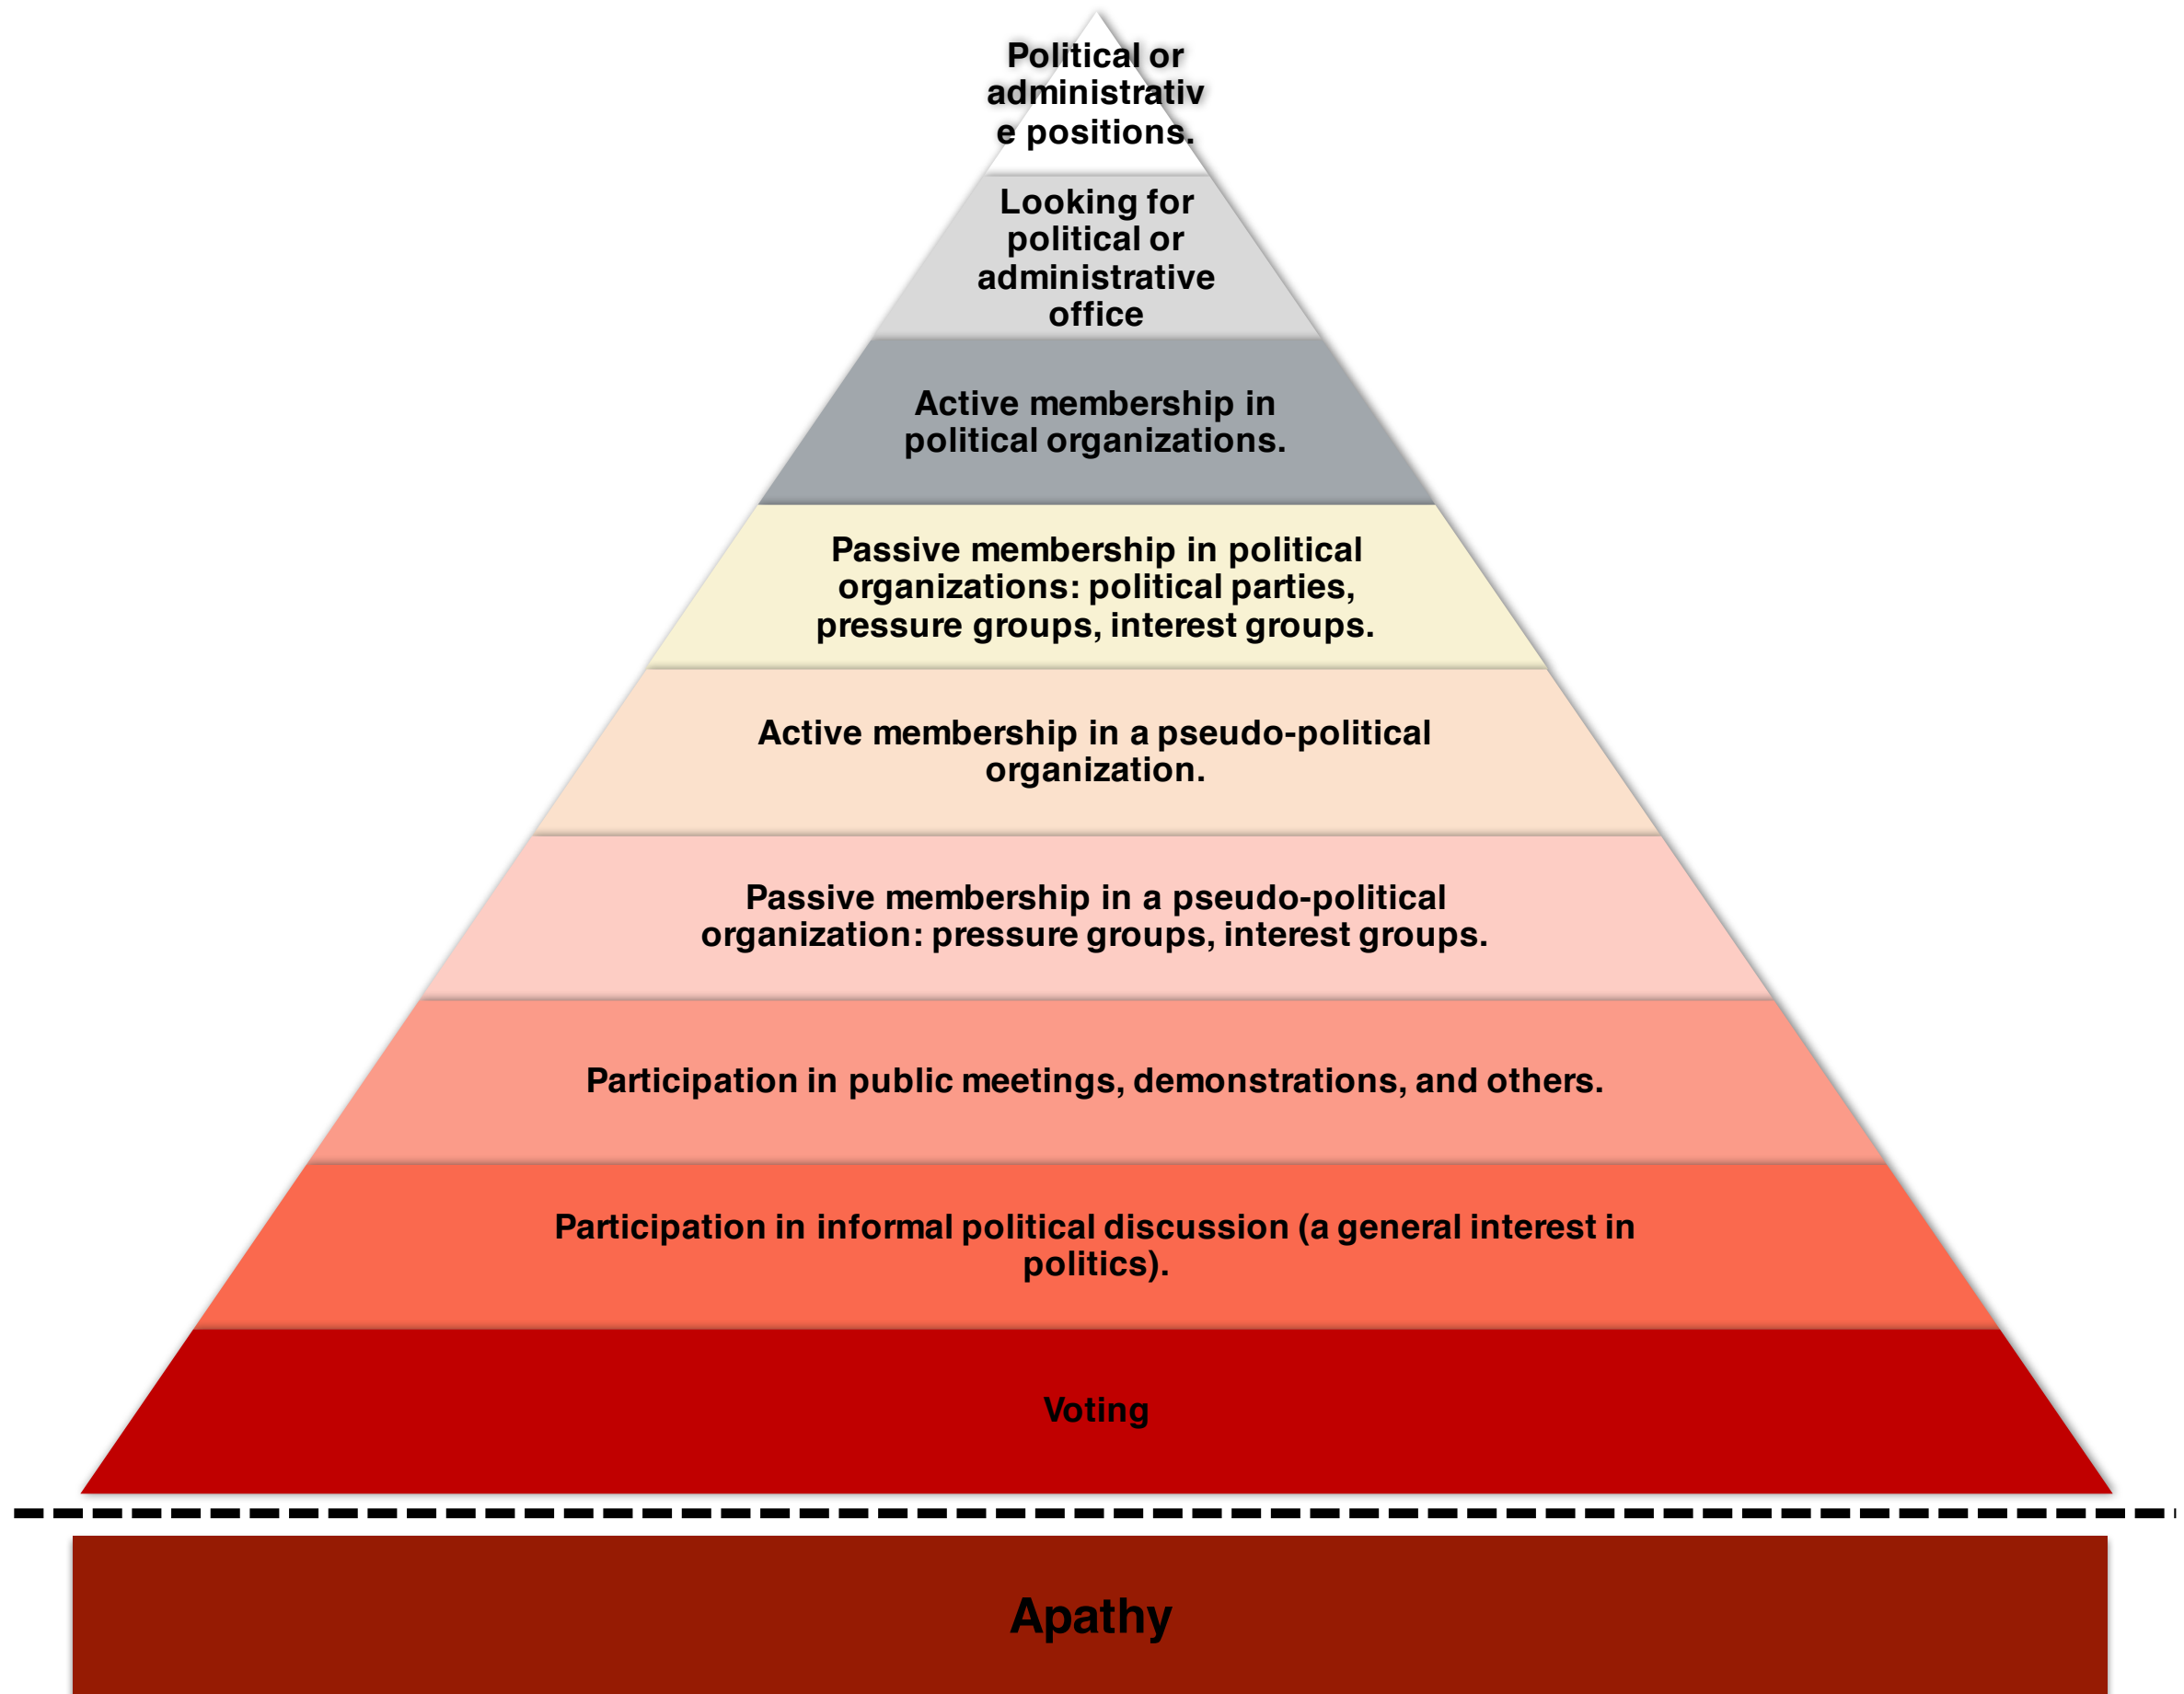 Political or
administrativ
e positions.
Looking for
political or
administrative
office
Active membership in
political organizations.
Passive membership in political
organizations: political parties,
pressure groups, interest groups.
Active membership in a pseudo-political
organization.
Passive membership in a pseudo-political
organization: pressure groups, interest groups.
Participation in public meetings, demonstrations, and others.
Participation in informal political discussion (a general interest in
politics).
Voting
Apathy